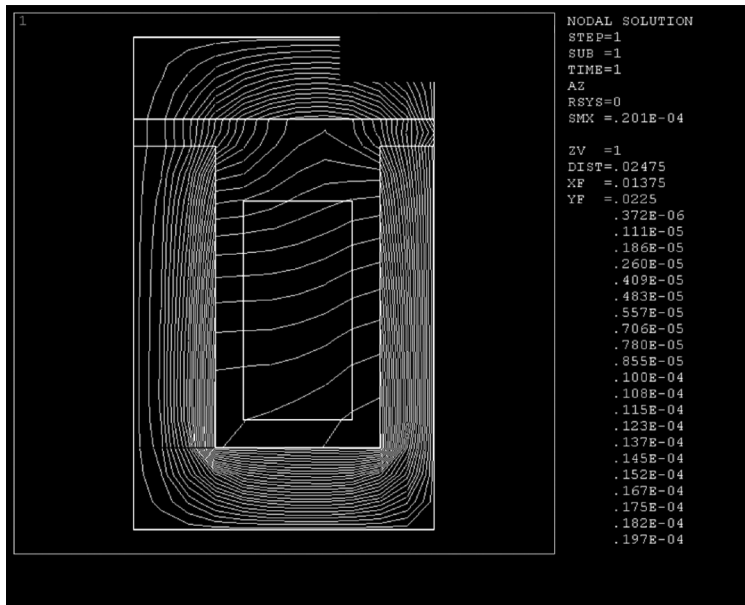 1
NODAL SOLUTION
STEP=1
SUB =1
TIME=1
AZ
RSYS=0
SMX =.201E-04
ZV =1
DIST=.02475
XF =.01375
YF =.0225
.372E-06
.111E-05
.186E-05
.260E-05
.409E-05
.483E-05
.557E-05
.706E-05
.780E-05
.855E-05
.100E-04
.108E-04
.115E-04
.123E-04
.137E-04
.145E-04
.152E-04
.167E-04
.175E-04
.182E-04
.197E-04